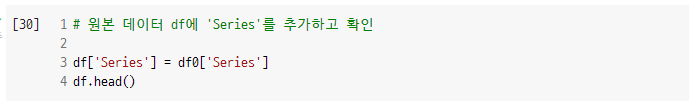 [30] 1 # 원본 데이터 df에 'Series'를 추가하고 확인
2
3 df['Series'] = df0['Series']
4 df.head()